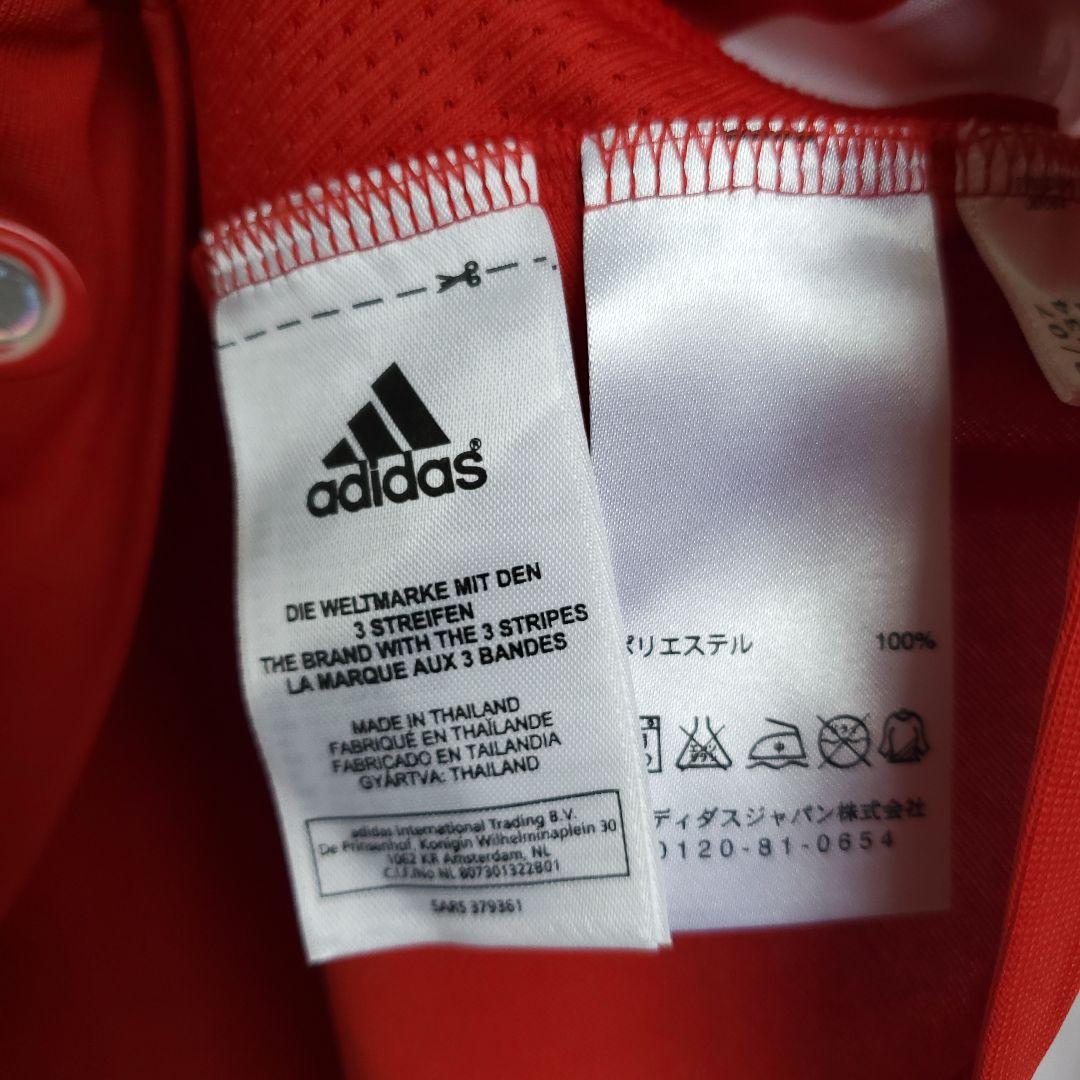 adidas®
DIE WELTMARKE MIT DEN
3 STREIFEN
THE BRAND WITH THE 3 STRIPES
LA MARQUE AUX 3 BANDES
MADE IN THAILAND
FABRIQUÉ EN THAÏLANDE
FABRICADO EN TAILANDIA
GYÁRTVA: THAILAND
adidas International Trading B.V.
De Prinsenhof, Konigin Wilhelminaplein 30
1062 KR Amsterdam, NL
C.I.F.No NL 807301322B01
SARS 379361
ポリエステル 100%
ディダスジャパン株式会社
0120-81-0654